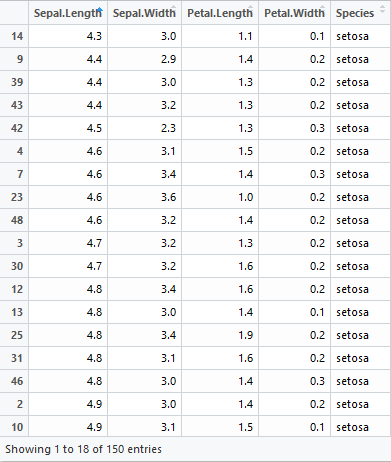 Sepal.Length Sepal.Width Petal.Length Petal.Width Species
14 4.3 3.0 1.1 0.1 setosa
9 4.4 2.9 1.4 0.2 setosa
39 4.4 3.0 1.3 0.2 setosa
43 4.4 3.2 1.3 0.2 setosa
42 4.5 2.3 1.3 0.3 setosa
4 4.6 3.1 1.5 0.2 setosa
7 4.6 3.4 1.4 0.3 setosa
23 4.6 3.6 1.0 0.2 setosa
48 4.6 3.2 1.4 0.2 setosa
3 4.7 3.2 1.3 0.2 setosa
30 4.7 3.2 1.6 0.2 setosa
12 4.8 3.4 1.6 0.2 setosa
13 4.8 3.0 1.4 0.1 setosa
25 4.8 3.4 1.9 0.2 setosa
31 4.8 3.1 1.6 0.2 setosa
46 4.8 3.0 1.4 0.3 setosa
2 4.9 3.0 1.4 0.2 setosa
10 4.9 3.1 1.5 0.1 setosa
Showing 1 to 18 of 150 entries